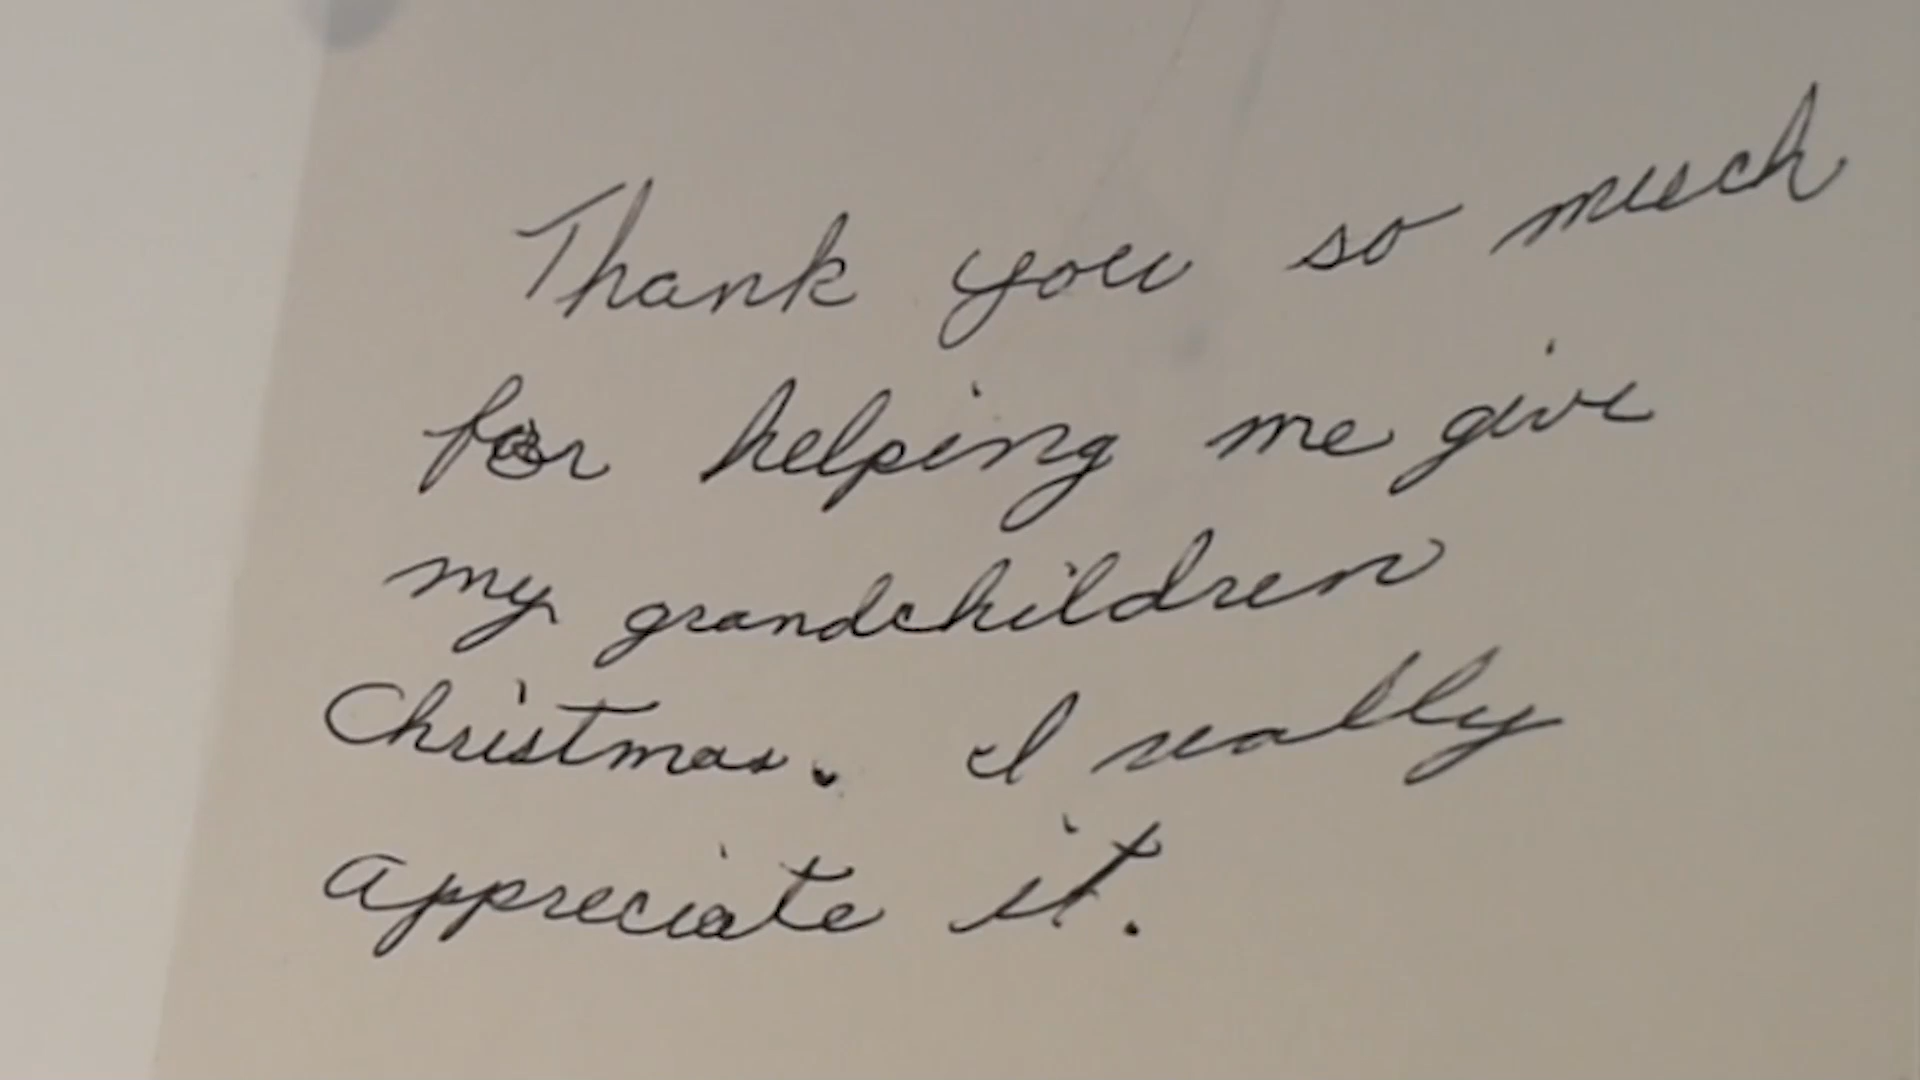 Thank you so much
for helping me give
my grandchildren
Christmas. I really
appreciate it.